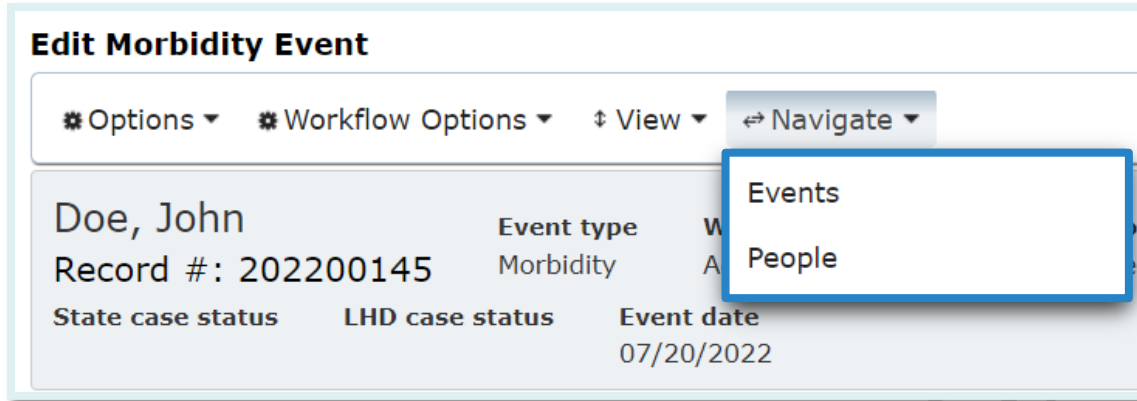 Edit Morbidity Event
Options Workflow Options View Navigate
Events
People
Doe, John
Record #: 202200145
Event type
Morbidity
State case status LHD case status Event date
07/20/2022